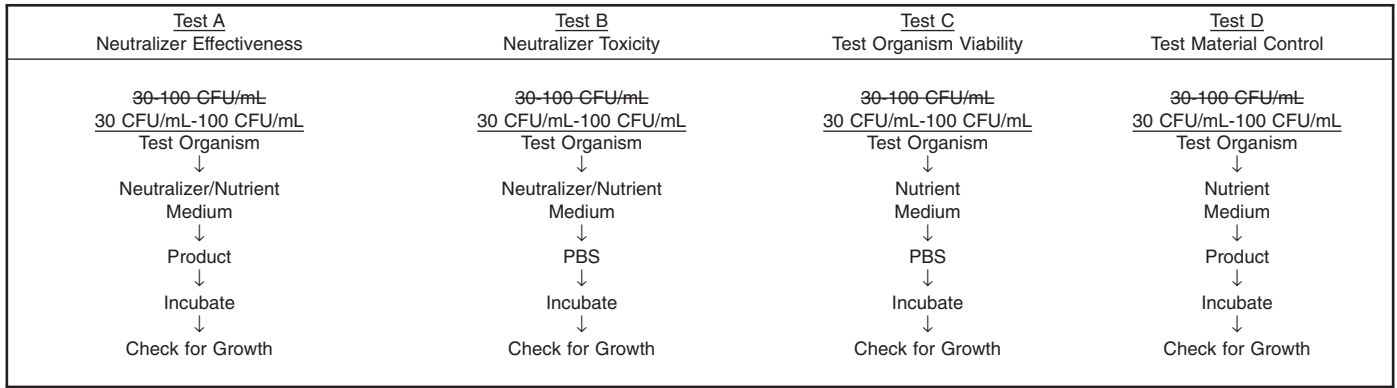 Test A Test B Test C Test D
Neutralizer Effectiveness Neutralizer Toxicity Test Organism Viability Test Material Control
30-100 CFU/mL 30-100 CFU/mL 30-100 CFU/mL 30-100 CFU/mL
30 CFU/mL-100 CFU/mL 30 CFU/mL-100 CFU/mL 30 CFU/mL-100 CFU/mL 30 CFU/mL-100 CFU/mL
Test Organism Test Organism Test Organism Test Organism
↓ ↓ ↓ ↓
Neutralizer/Nutrient Neutralizer/Nutrient Nutrient Nutrient
Medium Medium Medium Medium
↓ ↓ ↓ ↓
Product PBS PBS Product
↓ ↓ ↓ ↓
Incubate Incubate Incubate Incubate
↓ ↓ ↓ ↓
Check for Growth Check for Growth Check for Growth Check for Growth